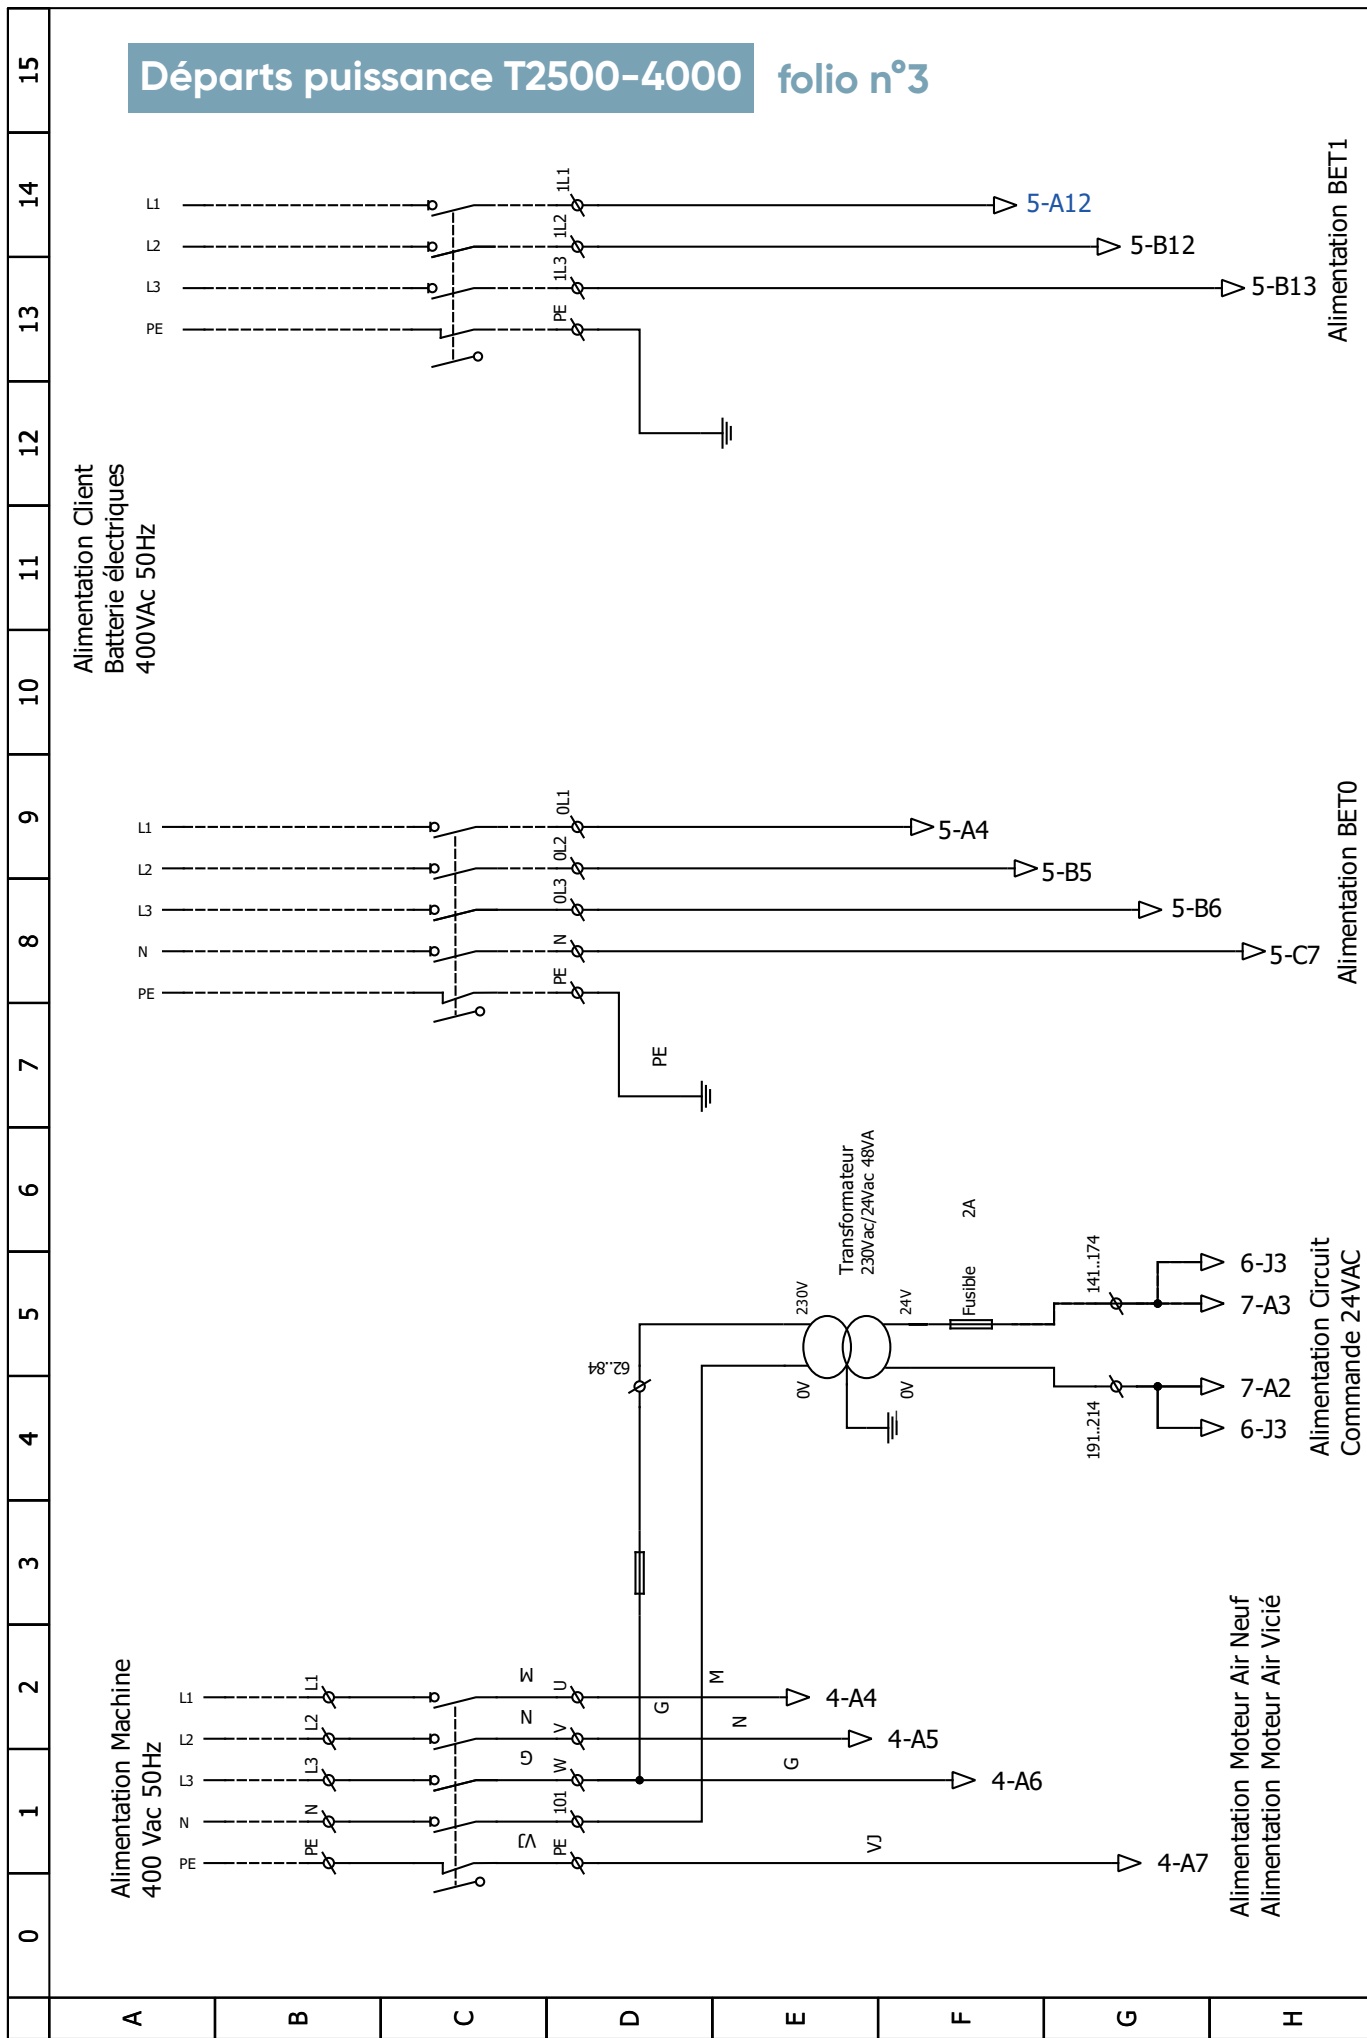 Départs puissance T2500-4000
folio n°3
0
1
2
3
4
5
6
7
8
9
10
11
12
13
14
15
A
B
C
D
E
F
G
H
Alimentation Machine
400 Vac 50Hz
L1
L2
L3
N
PE
L1
L2
L3
N
PE
M
N
G
VJ
U
V
W
101
PE
G
M
N
G
VJ
4-A4
4-A5
4-A6
4-A7
Alimentation Moteur Air Neuf
Alimentation Moteur Air Vicié
62..84
0V
230V
Transformateur
230Vac/24Vac 48VA
0V
24V
Fusible
2A
191..214
141..174
6-J3
7-A3
7-A2
6-J3
Alimentation Circuit
Commande 24VAC
Alimentation Client
Batterie électriques
400VAc 50Hz
L1
L2
L3
N
PE
0L1
0L2
0L3
N
PE
PE
5-A4
5-B5
5-B6
5-C7
Alimentation BET0
L1
L2
L3
PE
1L1
1L2
1L3
PE
5-A12
5-B12
5-B13
Alimentation BET1